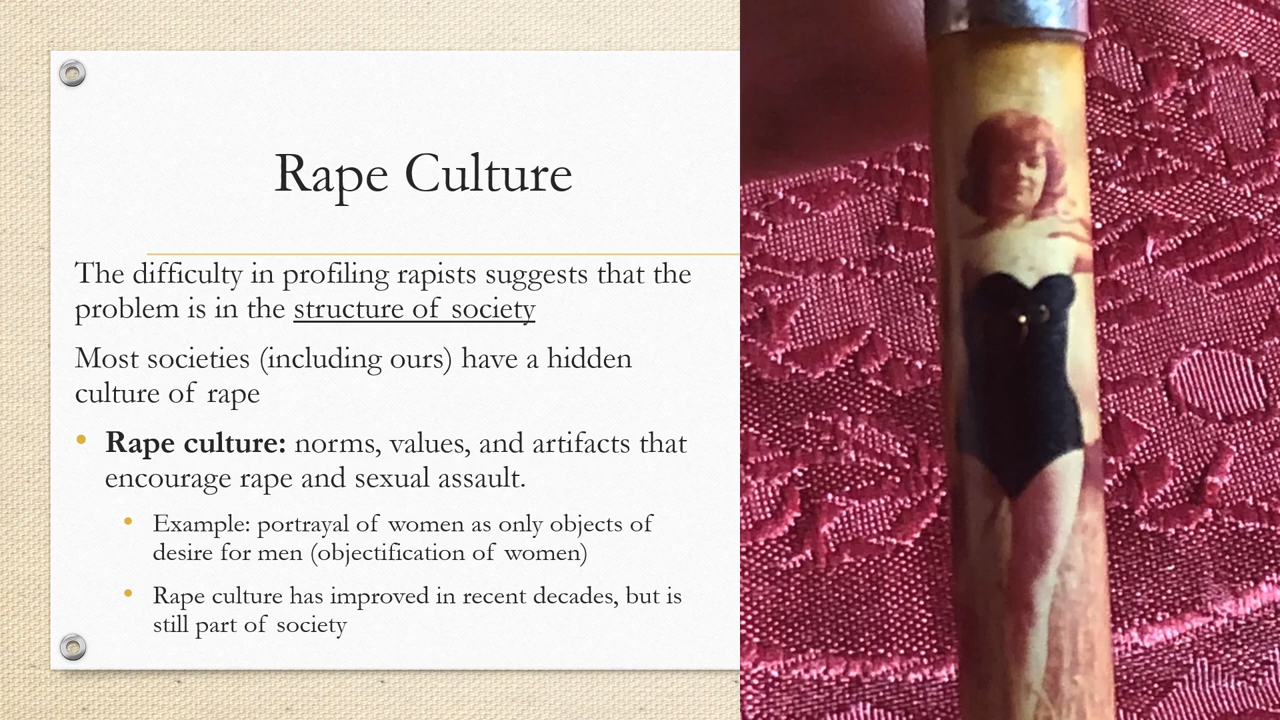 Rape Culture
The difficulty in profiling rapists suggests that the
problem is in the structure of society
Most societies (including ours) have a hidden
culture of rape
• Rape culture: norms, values, and artifacts that
encourage rape and sexual assault.
• Example: portrayal of women as only objects of
desire for men (objectification of women)
• Rape culture has improved in recent decades, but is
still part of society